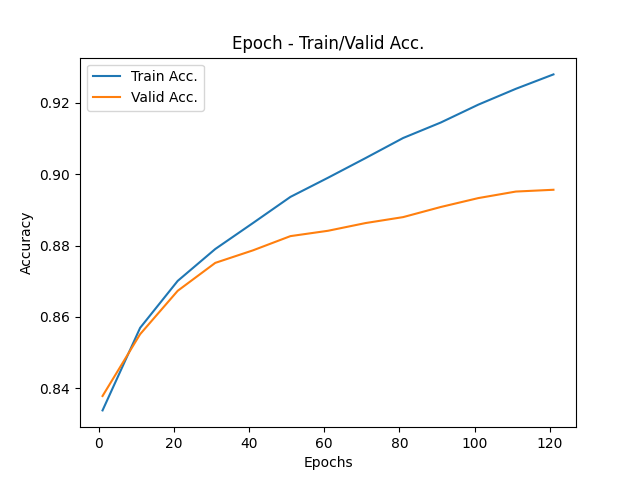 Epoch - Train/Valid Acc.
Train Acc.
Valid Acc.
0.92
0.90
0.88
0.86
0.84
Accuracy
0 20 40 60 80 100 120
Epochs